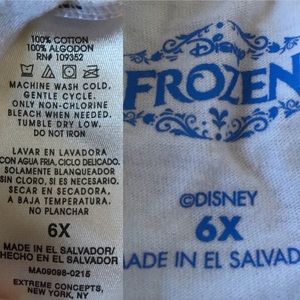 100% COTTON
100% ALGODON
RN# 109352
MACHINE WASH COLD.
GENTLE CYCLE.
ONLY NON-CHLORINE
BLEACH WHEN NEEDED.
TUMBLE DRY LOW.
DO NOT IRON
LAVAR EN LAVADORA
CON AGUA FRIA. CICLO DELICADO.
SOLAMENTE BLANQUEADOR
SIN CLORO, SI ES NECESARIO.
SECAR EN SECADORA,
A BAJA TEMPERATURA.
NO PLANCHAR
6X
MADE IN EL SALVADOR/
HECHO EN EL SALVADOR
MA09098-0215
EXTREME CONCEPTS,
NEW YORK, NY
Disney
FROZEN
©DISNEY
6X
MADE IN EL SALVADO